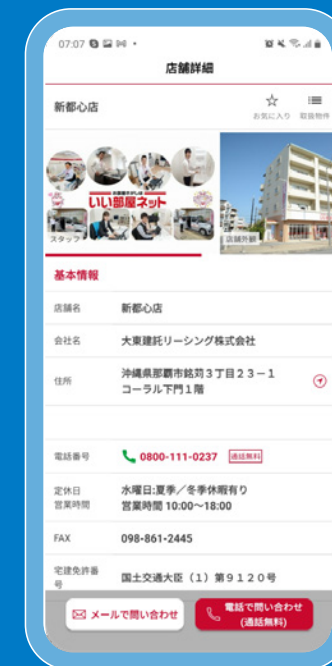 07:07
店舗詳細
新都心店
お気に入り 取扱物件
いい部屋ネット
スタッフ
店舗外観
基本情報
店舗名 新都心店
会社名 大東建託リーシング株式会社
住所 沖縄県那覇市銘苅3丁目23-1
コーラル下門1階
電話番号 0800-111-0237 通話無料
定休日 水曜日:夏季/冬季休暇有り
営業時間 営業時間 10:00~18:00
FAX 098-861-2445
宅建免許番号 国土交通大臣(1)第9120号
メールで問い合わせ
電話で問い合わせ
(通話無料)